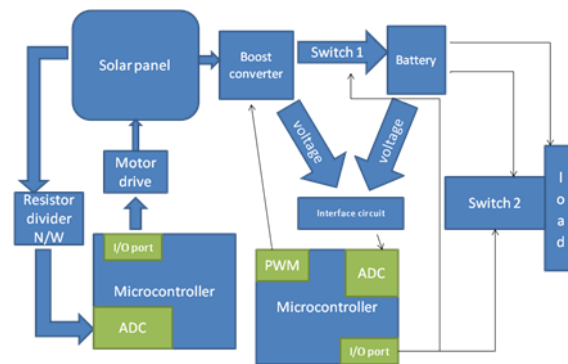 Solar panel
Boost
converter
Switch 1
Battery
voltage
voltage
Motor
drive
Resistor
divider
N/W
Interface circuit
Switch 2
load
I/O port
Microcontroller
ADC
PWM
ADC
Microcontroller
I/O port